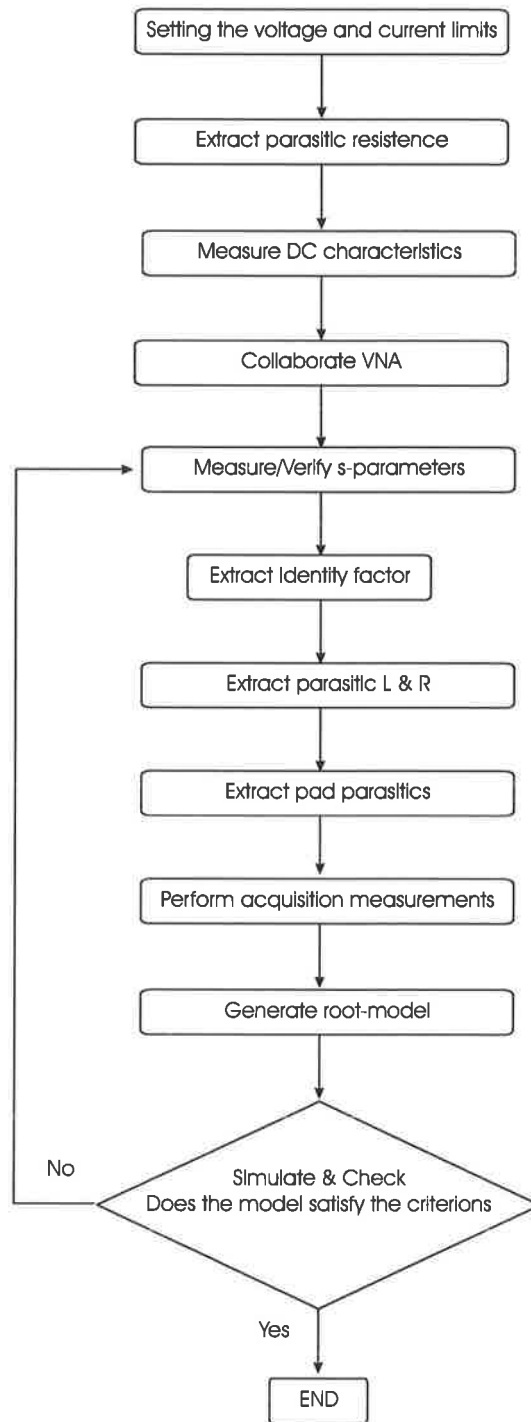 Setting the voltage and current limits
Extract parasitic resistence
Measure DC characteristics
Collaborate VNA
Measure/Verify s-parameters
Extract Identity factor
Extract parasitic L & R
Extract pad parasitics
Perform acquisition measurements
Generate root-model
No
Simulate & Check
Does the model satisfy the criterions
Yes
END